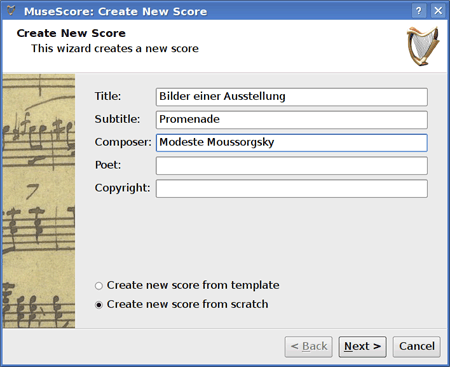 MuseScore: Create New Score
Create New Score
This wizard creates a new score
Title: Bilder einer Ausstellung
Subtitle: Promenade
Composer: Modeste Moussorgsky
Poet:
Copyright:
Create new score from template
Create new score from scratch
< Back Next > Cancel